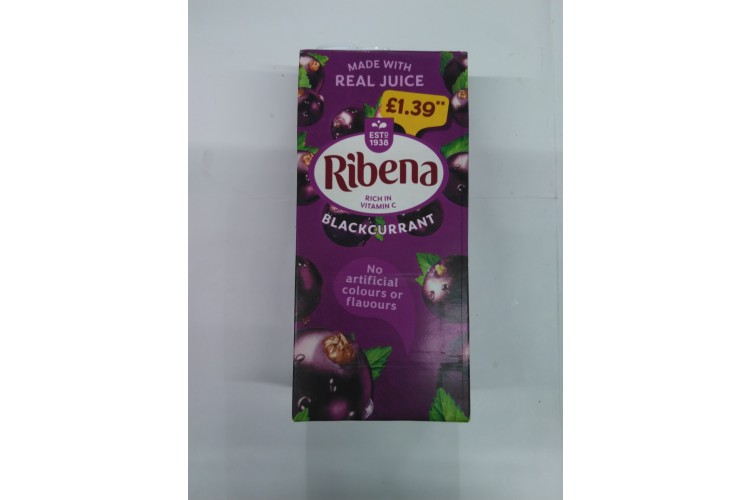 MADE WITH
REAL JUICE
£1.39**
ESTD
1938
Ribena
RICH IN
VITAMIN C
BLACKCURRANT
No
artificial
colours or
flavours